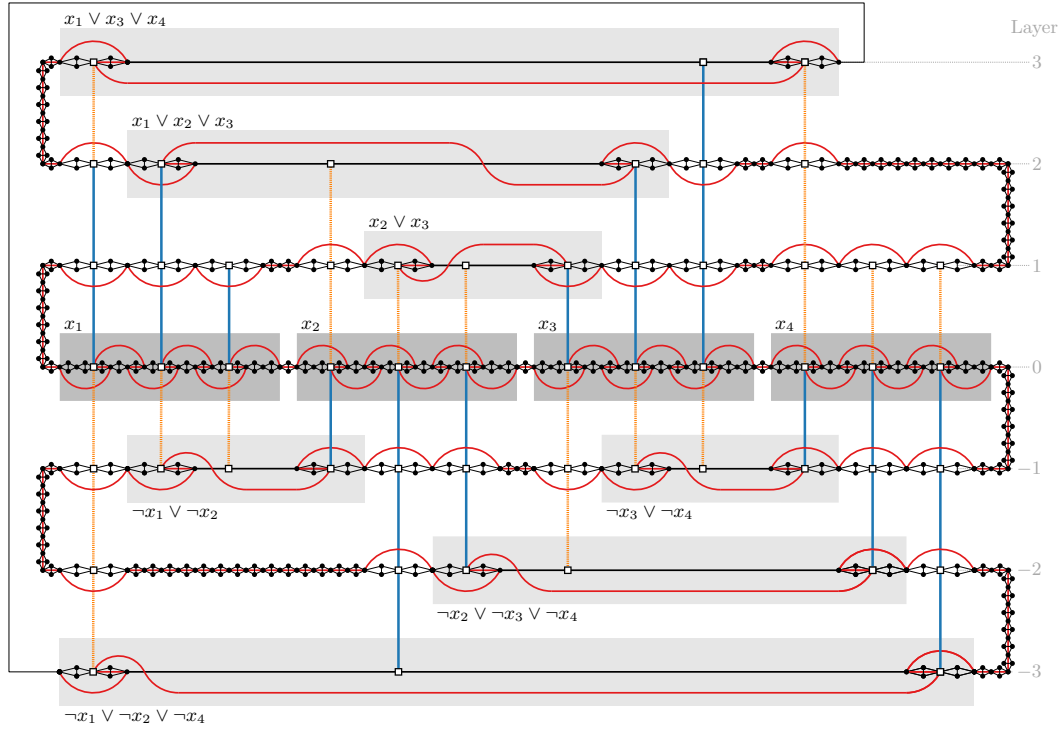 x₁ ∨ x₃ ∨ x₄
Layer
3
x₁ ∨ x₂ ∨ x₃
2
x₂ ∨ x₃
1
x₁
x₂
x₃
x₄
0
−1
¬x₁ ∨ ¬x₂
¬x₃ ∨ ¬x₄
−2
¬x₂ ∨ ¬x₃ ∨ ¬x₄
−3
¬x₁ ∨ ¬x₂ ∨ ¬x₄